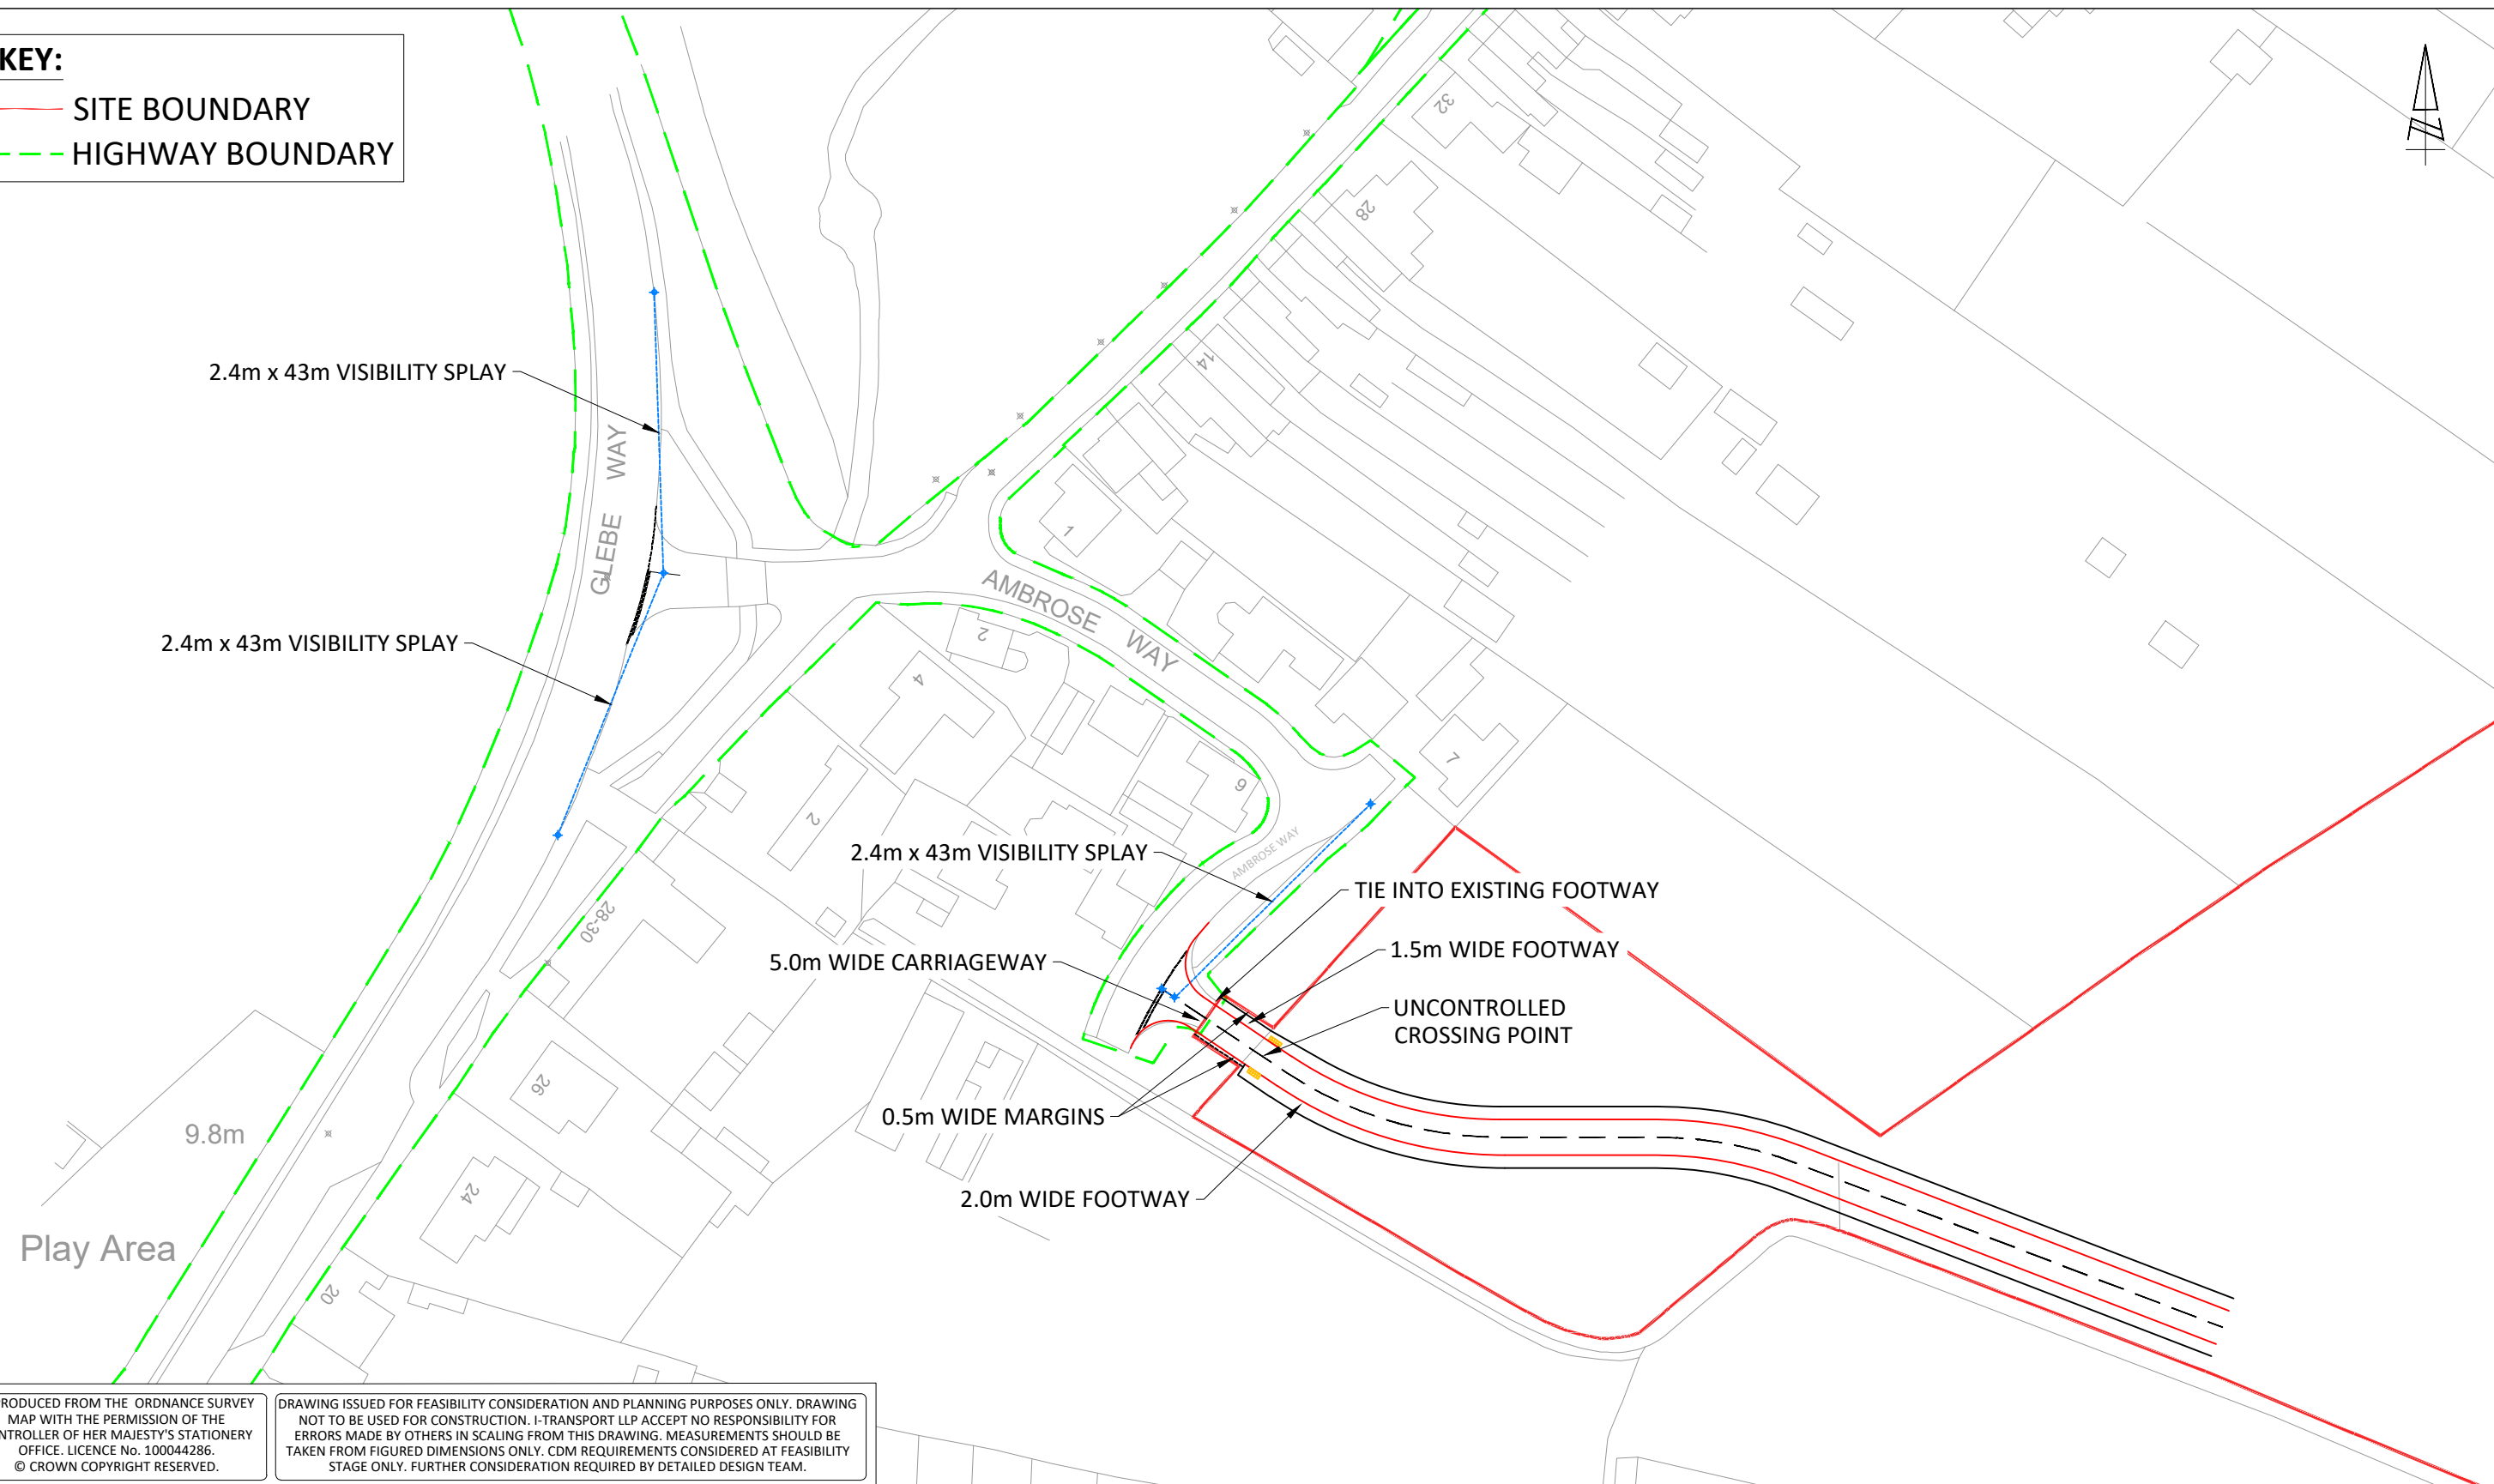 KEY:
SITE BOUNDARY
HIGHWAY BOUNDARY
32
28
14
2.4m x 43m VISIBILITY SPLAY
GLEBE WAY
1
AMBROSE WAY
2
2.4m x 43m VISIBILITY SPLAY
4
7
9
2
2.4m x 43m VISIBILITY SPLAY
AMBROSE WAY
TIE INTO EXISTING FOOTWAY
28-30
1.5m WIDE FOOTWAY
5.0m WIDE CARRIAGEWAY
UNCONTROLLED
CROSSING POINT
26
0.5m WIDE MARGINS
9.8m
24
2.0m WIDE FOOTWAY
Play Area
20
RODUCED FROM THE ORDNANCE SURVEY
MAP WITH THE PERMISSION OF THE
NTROLLER OF HER MAJESTY'S STATIONERY
OFFICE. LICENCE No. 100044286.
© CROWN COPYRIGHT RESERVED.
DRAWING ISSUED FOR FEASIBILITY CONSIDERATION AND PLANNING PURPOSES ONLY. DRAWING
NOT TO BE USED FOR CONSTRUCTION. I-TRANSPORT LLP ACCEPT NO RESPONSIBILITY FOR
ERRORS MADE BY OTHERS IN SCALING FROM THIS DRAWING. MEASUREMENTS SHOULD BE
TAKEN FROM FIGURED DIMENSIONS ONLY. CDM REQUIREMENTS CONSIDERED AT FEASIBILITY
STAGE ONLY. FURTHER CONSIDERATION REQUIRED BY DETAILED DESIGN TEAM.